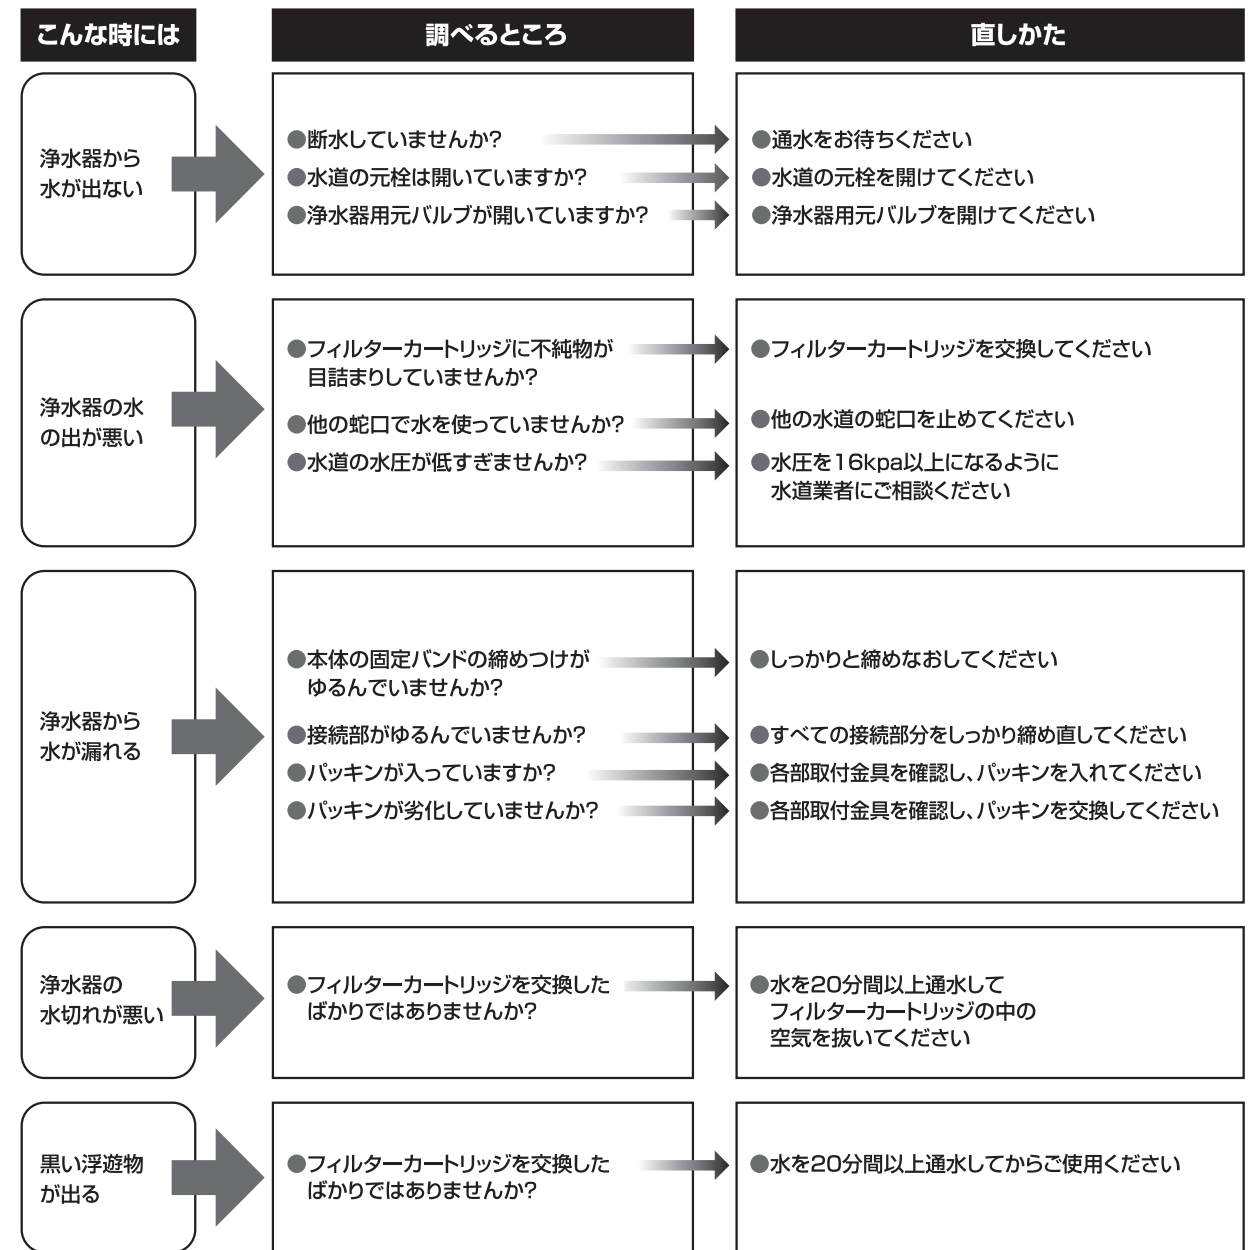 こんな時には
調べるところ
直しかた
浄水器から
水が出ない
●断水していませんか?
●通水をお待ちください
●水道の元栓は開いていますか?
●水道の元栓を開けてください
●浄水器用元バルブが開いていますか?
●浄水器用元バルブを開けてください
浄水器の水
の出が悪い
●フィルターカートリッジに不純物が
目詰まりしていませんか?
●フィルターカートリッジを交換してください
●他の蛇口で水を使っていませんか?
●他の水道の蛇口を止めてください
●水道の水圧が低すぎませんか?
●水圧を16kpa以上になるように
水道業者にご相談ください
浄水器から
水が漏れる
●本体の固定バンドの締めつけが
ゆるんでいませんか?
●しっかりと締めなおしてください
●接続部がゆるんでいませんか?
●すべての接続部分をしっかり締め直してください
●パッキンが入っていますか?
●各部取付金具を確認し、パッキンを入れてください
●パッキンが劣化していませんか?
●各部取付金具を確認し、パッキンを交換してください
浄水器の
水切れが悪い
●フィルターカートリッジを交換した
ばかりではありませんか?
●水を20分間以上通水して
フィルターカートリッジの中の
空気を抜いてください
黒い浮遊物
が出る
●フィルターカートリッジを交換した
ばかりではありませんか?
●水を20分間以上通水してからご使用ください